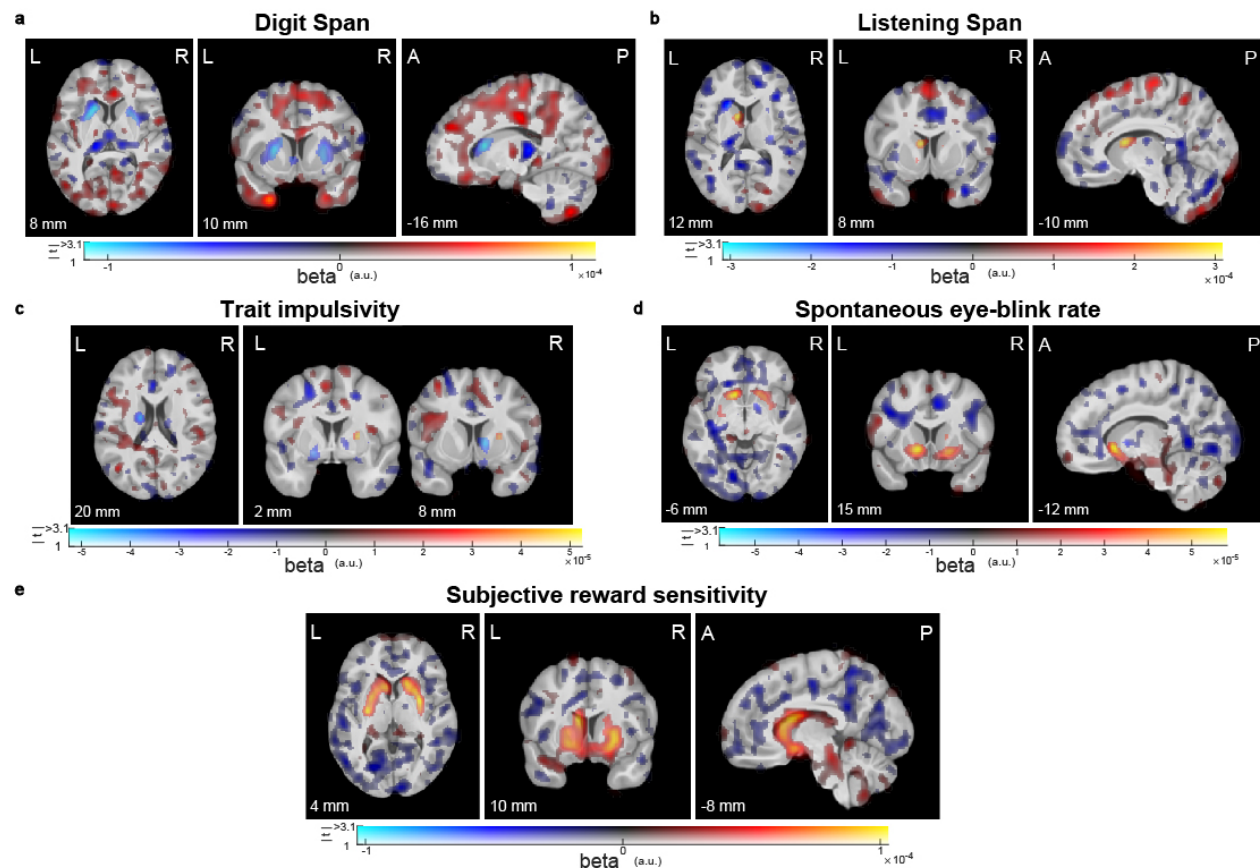 a
Digit Span
L R L R A P
8 mm 10 mm -16 mm
|t| >3.1
1
-1 0 1
×10⁻⁴
beta (a.u.)
b
Listening Span
L R L R A P
12 mm 8 mm -10 mm
|t| >3.1
1
-3 -2 -1 0 1 2 3
×10⁻⁴
beta (a.u.)
c
Trait impulsivity
L R L R
20 mm 2 mm 8 mm
|t| >3.1
1
-5 -4 -3 -2 -1 0 1 2 3 4 5
×10⁻⁵
beta (a.u.)
d
Spontaneous eye-blink rate
L R L R A P
-6 mm 15 mm -12 mm
|t| >3.1
1
-5 -4 -3 -2 -1 0 1 2 3 4 5
×10⁻⁵
beta (a.u.)
e
Subjective reward sensitivity
L R L R A P
4 mm 10 mm -8 mm
|t| >3.1
1
-1 0 1
×10⁻⁴
beta (a.u.)